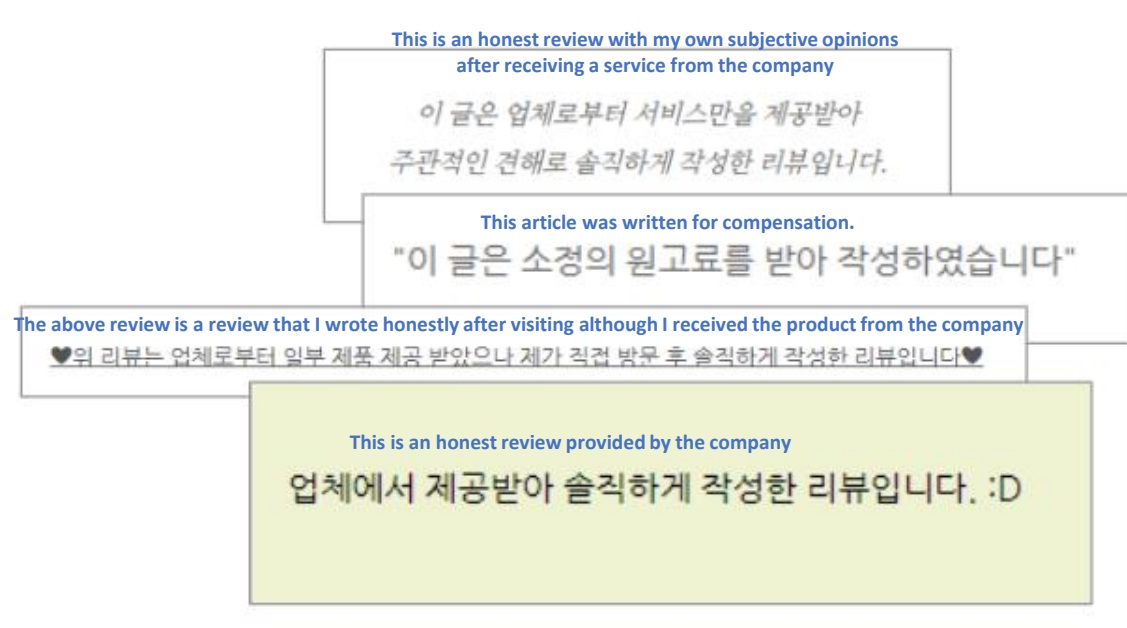 This is an honest review with my own subjective opinions
after receiving a service from the company
이 글은 업체로부터 서비스만을 제공받아
주관적인 견해로 솔직하게 작성한 리뷰입니다.
This article was written for compensation.
"이 글은 소정의 원고료를 받아 작성하였습니다"
The above review is a review that I wrote honestly after visiting although I received the product from the company
♥위 리뷰는 업체로부터 일부 제품 제공 받았으나 제가 직접 방문 후 솔직하게 작성한 리뷰입니다♥
This is an honest review provided by the company
업체에서 제공받아 솔직하게 작성한 리뷰입니다. :D